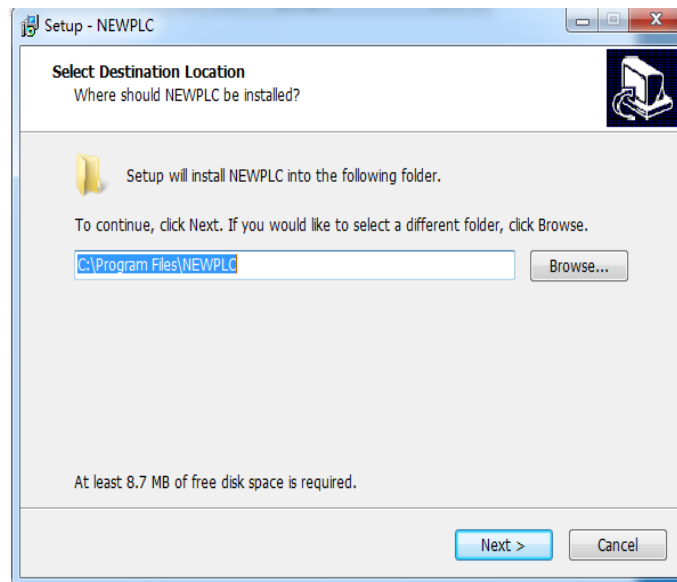 Setup - NEWPLC
Select Destination Location
Where should NEWPLC be installed?
Setup will install NEWPLC into the following folder.
To continue, click Next. If you would like to select a different folder, click Browse.
C:\Program Files\NEWPLC
Browse...
At least 8.7 MB of free disk space is required.
Next >
Cancel